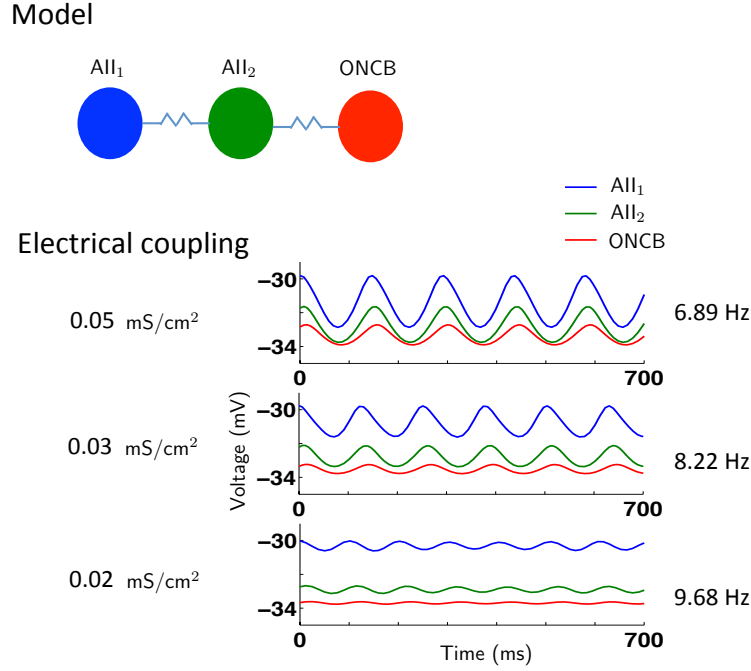 Model
AII₁ AII₂ ONCB
AII₁
AII₂
ONCB
Electrical coupling
0.05 mS/cm²
−30
−34
0 700
6.89 Hz
0.03 mS/cm²
−30
−34
0 700
8.22 Hz
0.02 mS/cm²
−30
−34
0 700
9.68 Hz
Voltage (mV)
Time (ms)